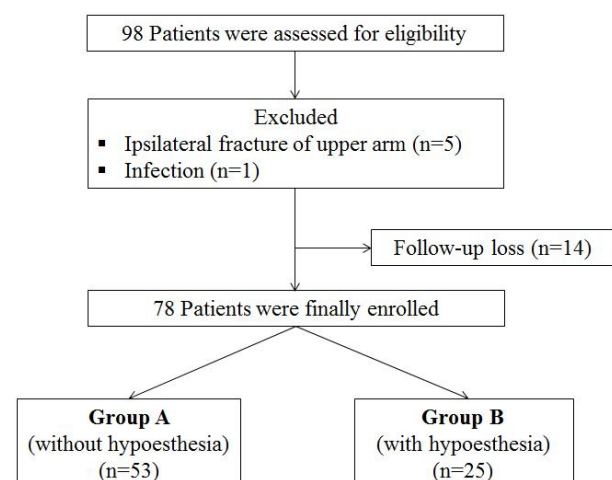 98 Patients were assessed for eligibility
Excluded
▪ Ipsilateral fracture of upper arm (n=5)
▪ Infection (n=1)
Follow-up loss (n=14)
78 Patients were finally enrolled
Group A
(without hypoesthesia)
(n=53)
Group B
(with hypoesthesia)
(n=25)